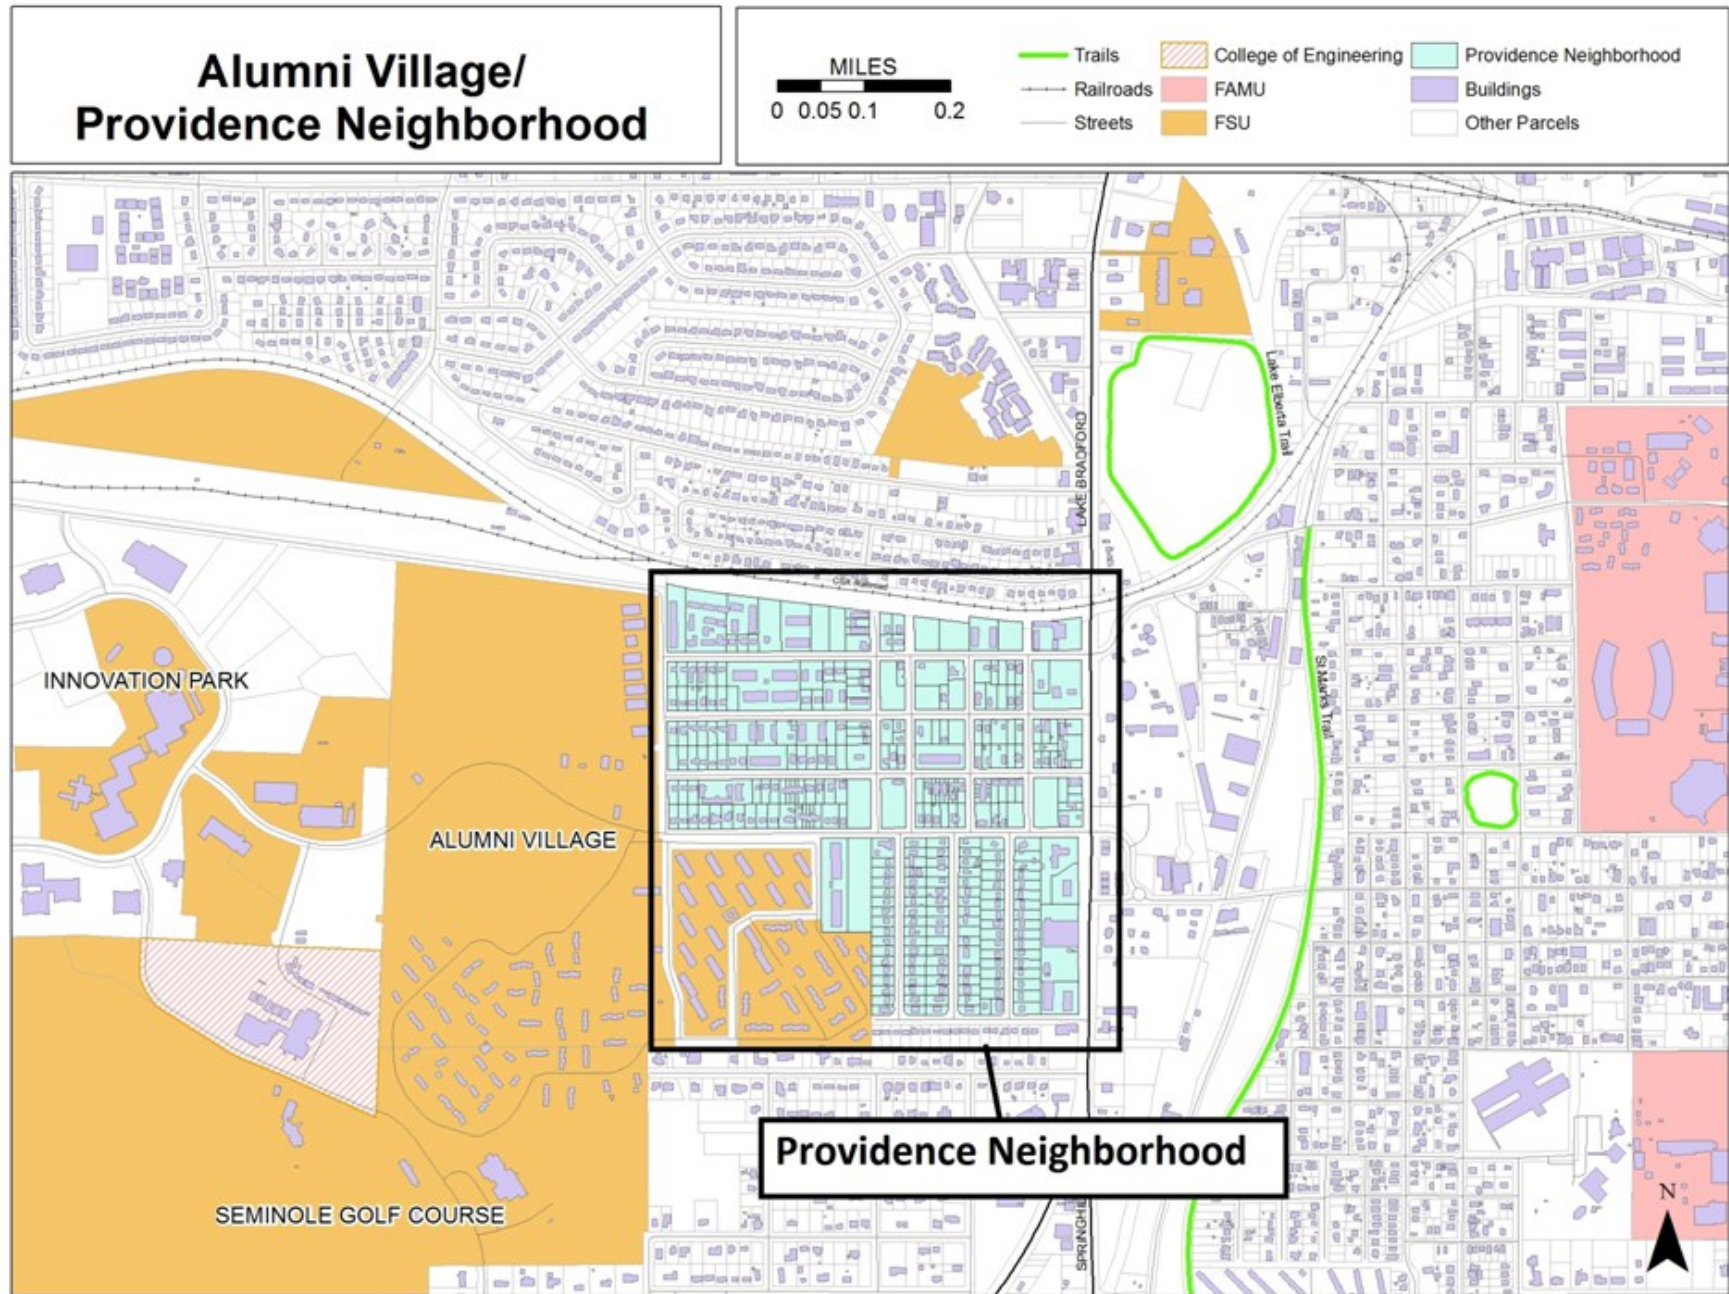 Alumni Village/
Providence Neighborhood
MILES
0 0.05 0.1 0.2
Trails
Railroads
Streets
College of Engineering
FAMU
FSU
Providence Neighborhood
Buildings
Other Parcels
Lake Elberta Trail
LAKE BRADFORD
CSX Railroad
INNOVATION PARK
St Marks Trail
ALUMNI VILLAGE
Providence Neighborhood
SEMINOLE GOLF COURSE
N